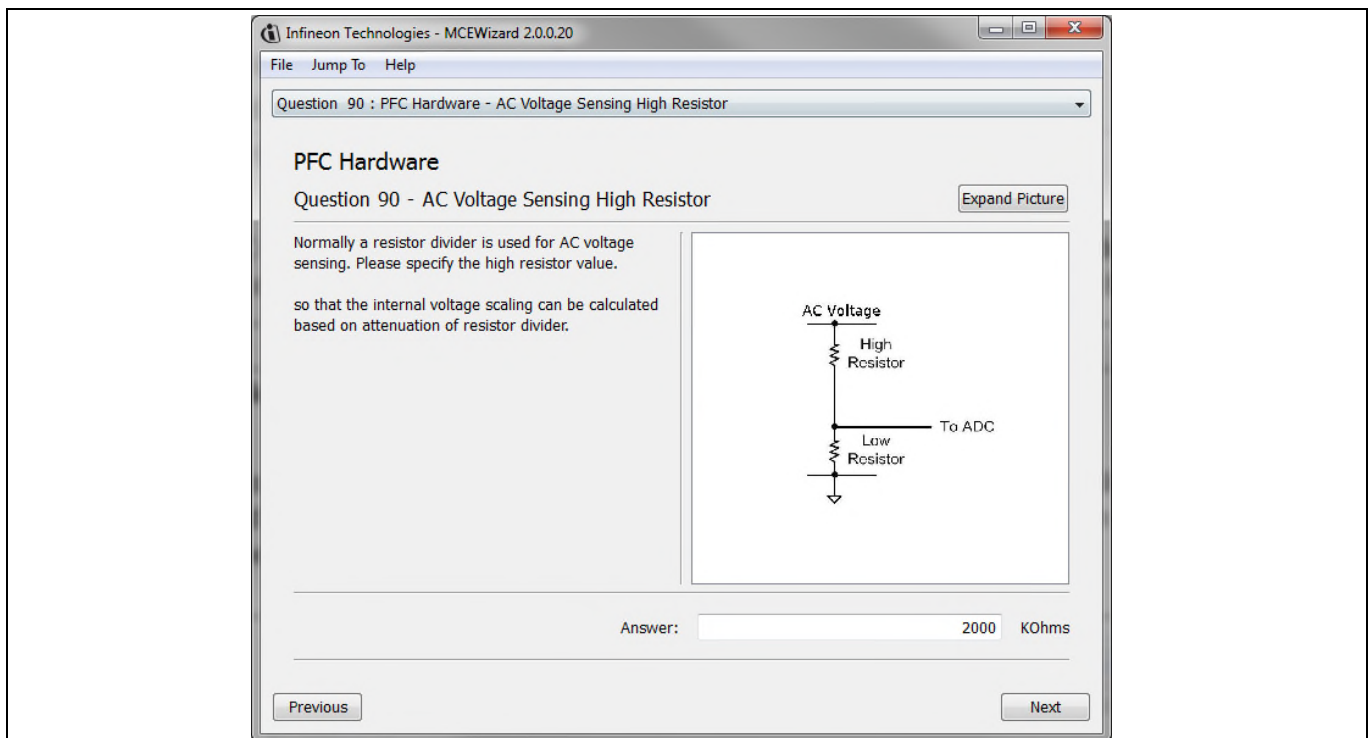 Infineon Technologies - MCEWizard 2.0.0.20
File Jump To Help
Question 90 : PFC Hardware - AC Voltage Sensing High Resistor
PFC Hardware
Question 90 - AC Voltage Sensing High Resistor
Expand Picture
Normally a resistor divider is used for AC voltage
sensing. Please specify the high resistor value.
so that the internal voltage scaling can be calculated
based on attenuation of resistor divider.
AC Voltage
High
Resistor
To ADC
Low
Resistor
Answer: 2000 KOhms
Previous Next